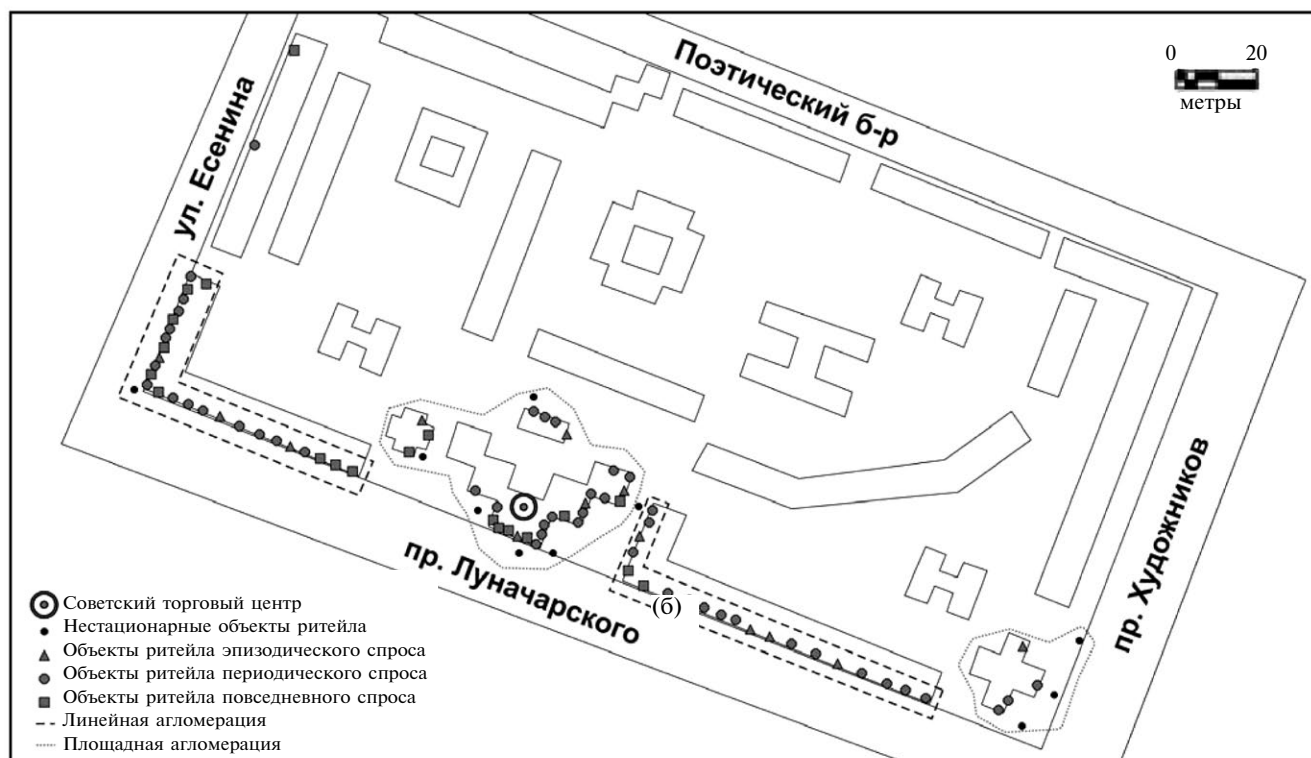 Поэтический б-р
0 20
метры
ул. Есенина
пр. Художников
пр. Луначарского
(б)
Советский торговый центр
Нестационарные объекты ритейла
Объекты ритейла эпизодического спроса
Объекты ритейла периодического спроса
Объекты ритейла повседневного спроса
Линейная агломерация
Площадная агломерация